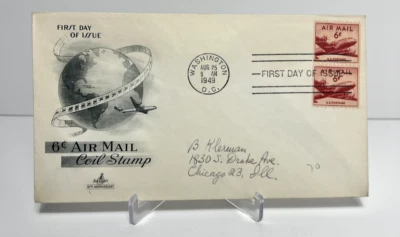 FIRST DAY
OF ISSUE
6¢ AIR MAIL
Coil Stamp
WASHINGTON
AUG 25
9 AM
1949
D.C.
FIRST DAY OF ISSUE
AIR MAIL
6¢
AIR MAIL
6¢
B Klerman
1830 S. Drake Ave.
Chicago 23, Ill.